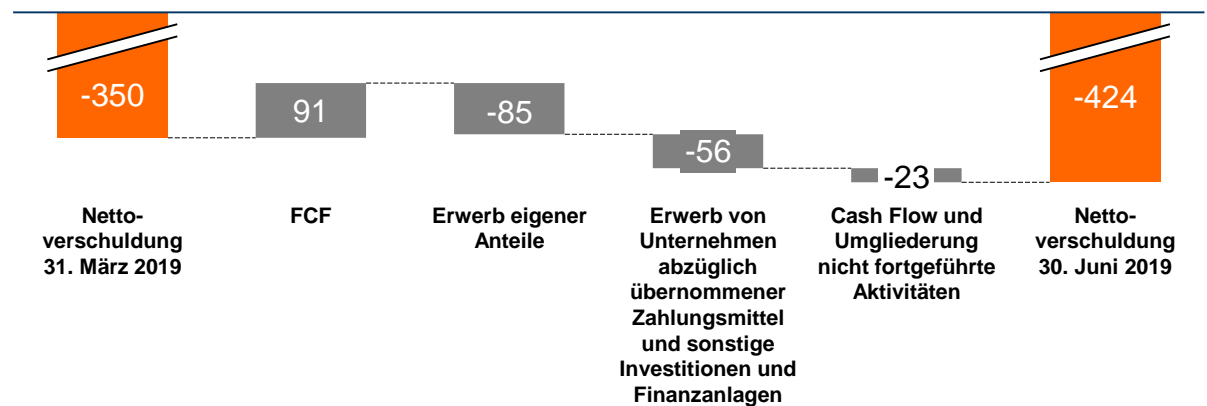 -350
91
-85
-56
-23
-424
Netto-
verschuldung
31. März 2019
FCF
Erwerb eigener
Anteile
Erwerb von
Unternehmen
abzüglich
übernommener
Zahlungsmittel
und sonstige
Investitionen und
Finanzanlagen
Cash Flow und
Umgliederung
nicht fortgeführte
Aktivitäten
Netto-
verschuldung
30. Juni 2019